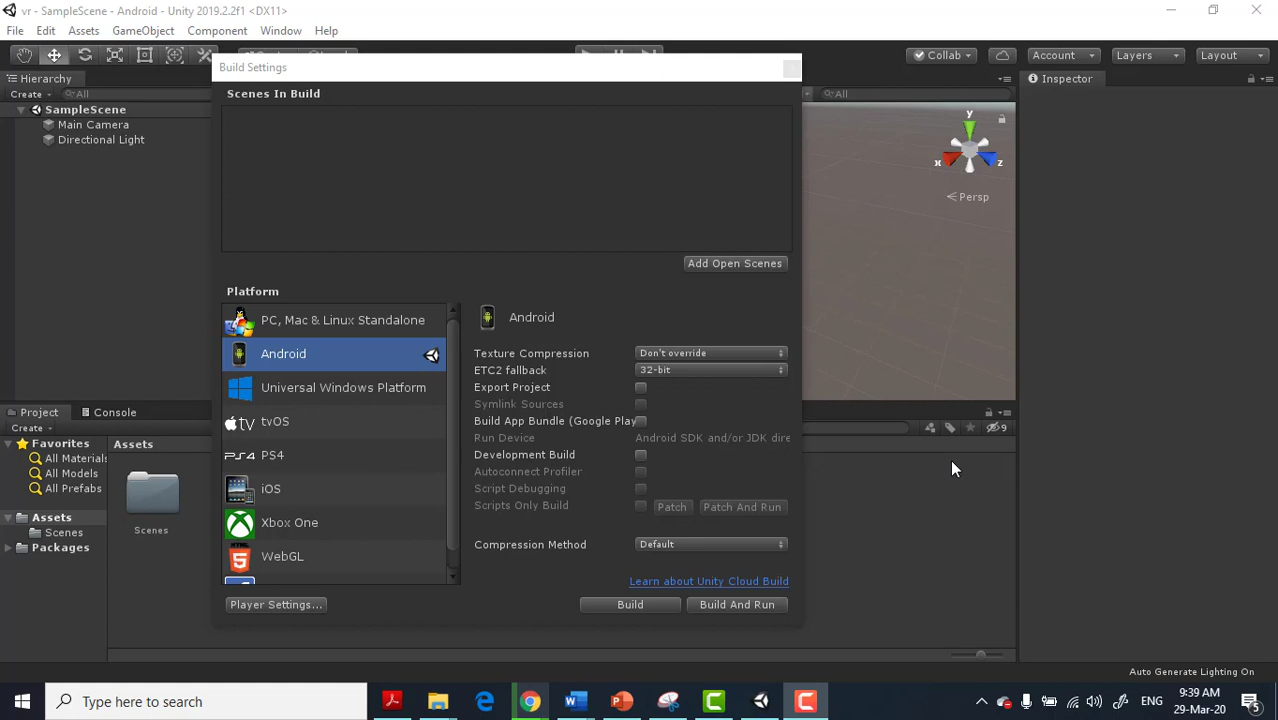 vr - SampleScene - Android - Unity 2019.2.2f1 <DX11>
File Edit Assets GameObject Component Window Help
Collab Account Layers Layout
Build Settings
Hierarchy
Inspector
Create All
All
Scenes In Build
SampleScene
Main Camera
Directional Light
y
x z
Persp
Add Open Scenes
Platform
PC, Mac & Linux Standalone
Android
Universal Windows Platform
tv tvOS
PS4
iOS
Xbox One
WebGL
Android
Texture Compression Don't override
ETC2 fallback 32-bit
Export Project
Symlink Sources
Build App Bundle (Google Play
Run Device Android SDK and/or JDK dire
Development Build
Autoconnect Profiler
Script Debugging
Scripts Only Build Patch Patch And Run
Compression Method Default
Learn about Unity Cloud Build
Player Settings... Build Build And Run
Project Console
Create
9
Favorites
All Materials
All Models
All Prefabs
Assets
Scenes
Packages
Assets
Scenes
Auto Generate Lighting On
Type here to search
ENG
9:39 AM
29-Mar-20
5